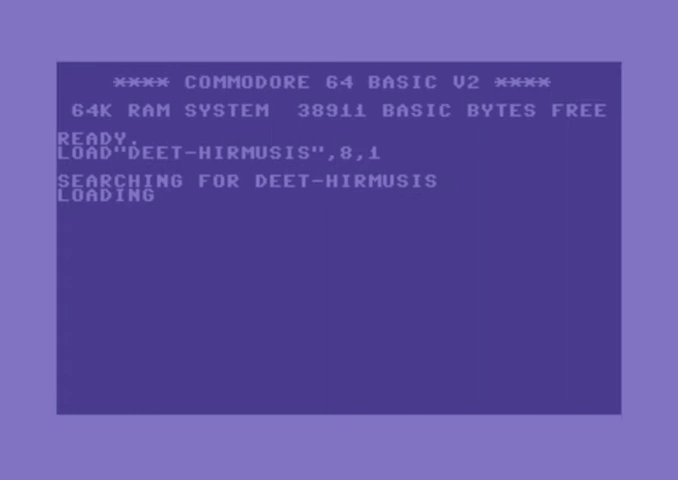 **** COMMODORE 64 BASIC V2 ****
64K RAM SYSTEM  38911 BASIC BYTES FREE
READY.
LOAD"DEET-HIRMUSIS",8,1
SEARCHING FOR DEET-HIRMUSIS
LOADING